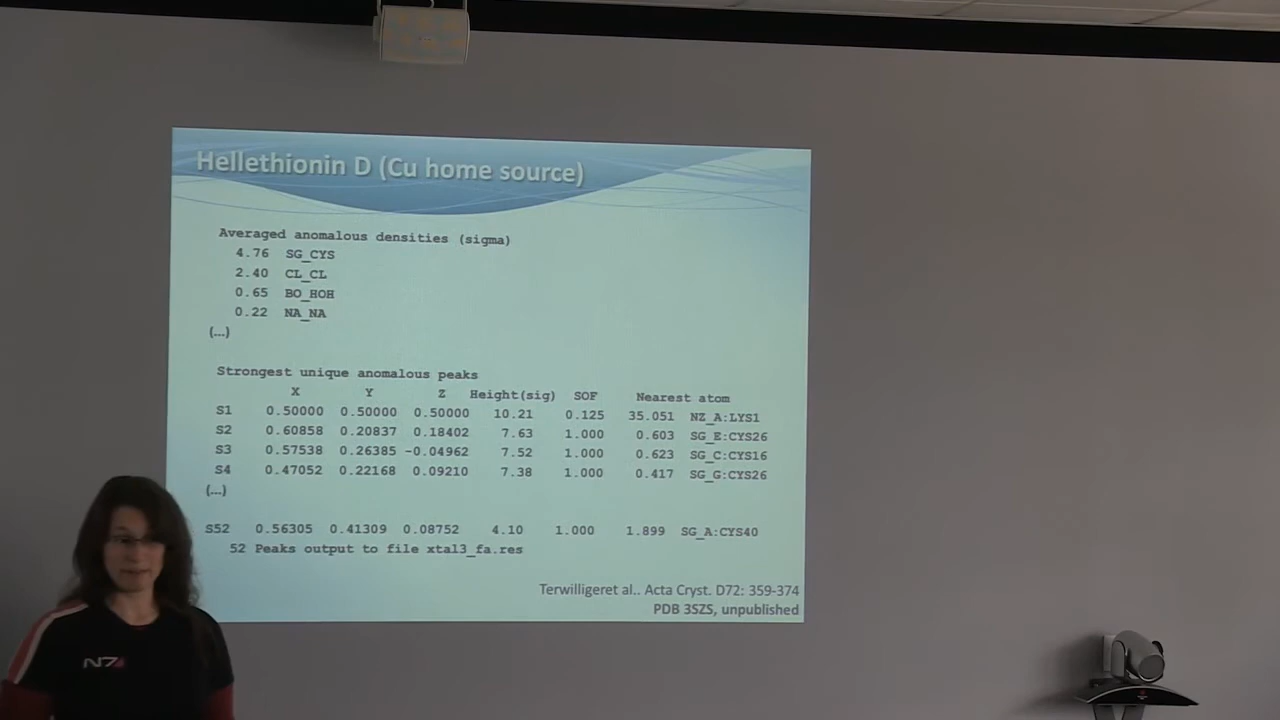 Hellethionin D (Cu home source)
Averaged anomalous densities (sigma)
4.76 SG_CYS
2.40 CL_CL
0.65 BO_HOH
0.22 NA_NA
(...)
Strongest unique anomalous peaks
X Y Z Height(sig) SOF Nearest atom
S1 0.50000 0.50000 0.50000 10.21 0.125 35.051 NZ_A:LYS1
S2 0.60858 0.20837 0.18402 7.63 1.000 0.603 SG_E:CYS26
S3 0.57538 0.26385 -0.04962 7.52 1.000 0.623 SG_C:CYS16
S4 0.47052 0.22168 0.09210 7.38 1.000 0.417 SG_G:CYS26
(...)
S52 0.56305 0.41309 0.08752 4.10 1.000 1.899 SG_A:CYS40
52 Peaks output to file xtal3_fa.res
Terwilligeret al.. Acta Cryst. D72: 359-374
PDB 3SZS, unpublished
N7